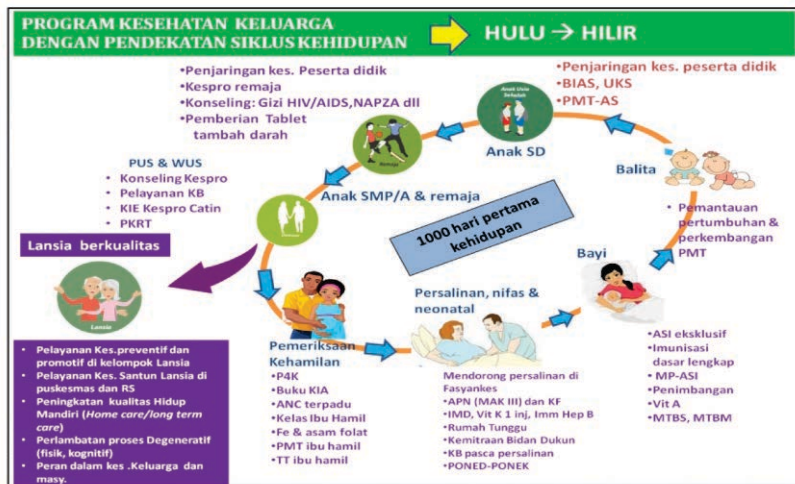 PROGRAM KESEHATAN KELUARGA
DENGAN PENDEKATAN SIKLUS KEHIDUPAN
HULU → HILIR
•Penjaringan kes. Peserta didik
•Kespro remaja
•Konseling: Gizi HIV/AIDS,NAPZA dll
•Pemberian Tablet
tambah darah
•Penjaringan kes. peserta didik
•BIAS, UKS
•PMT-AS
Anak Usia
Sekolah
Anak SD
Remaja
Anak SMP/A & remaja
Balita
• Pemantauan
pertumbuhan &
perkembangan
PMT
PUS & WUS
• Konseling Kespro
• Pelayanan KB
• KIE Kespro Catin
• PKRT
1000 hari pertama
kehidupan
Lansia berkualitas
Lansia
• Pelayanan Kes.preventif dan
promotif di kelompok Lansia
• Pelayanan Kes. Santun Lansia di
puskesmas dan RS
• Peningkatan kualitas Hidup
Mandiri (Home care/long term
care)
• Perlambatan proses Degeneratif
(fisik, kognitif)
• Peran dalam kes .Keluarga dan
masy.
Pemeriksaan
Kehamilan
•P4K
•Buku KIA
•ANC terpadu
•Kelas Ibu Hamil
•Fe & asam folat
•PMT ibu hamil
•TT ibu hamil
Persalinan, nifas &
neonatal
Mendorong persalinan di
Fasyankes
• APN (MAK III) dan KF
• IMD, Vit K 1 inj, Imm Hep B
• Rumah Tunggu
• Kemitraan Bidan Dukun
•KB pasca persalinan
•PONED-PONEK
Bayi
• ASI eksklusif
• Imunisasi
dasar lengkap
• MP-ASI
• Penimbangan
• Vit A
• MTBS, MTBM